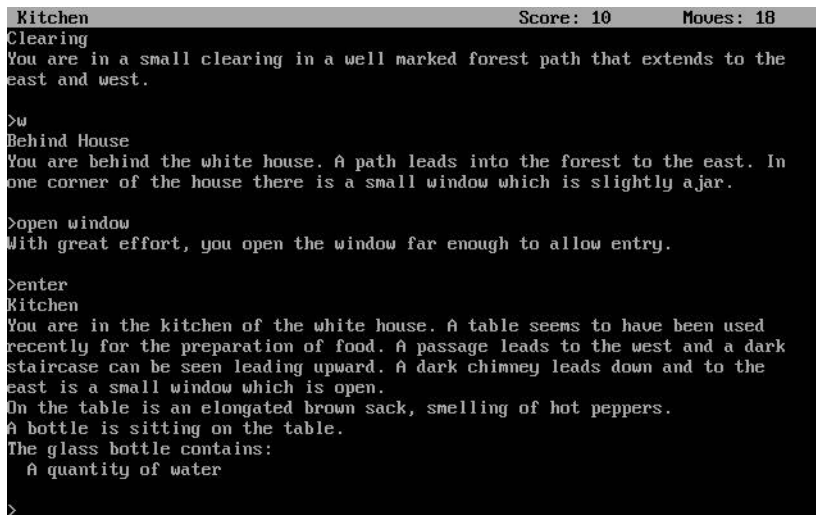 Kitchen Score: 10 Moves: 18
Clearing
You are in a small clearing in a well marked forest path that extends to the
east and west.
>w
Behind House
You are behind the white house. A path leads into the forest to the east. In
one corner of the house there is a small window which is slightly ajar.
>open window
With great effort, you open the window far enough to allow entry.
>enter
Kitchen
You are in the kitchen of the white house. A table seems to have been used
recently for the preparation of food. A passage leads to the west and a dark
staircase can be seen leading upward. A dark chimney leads down and to the
east is a small window which is open.
On the table is an elongated brown sack, smelling of hot peppers.
A bottle is sitting on the table.
The glass bottle contains:
A quantity of water
>